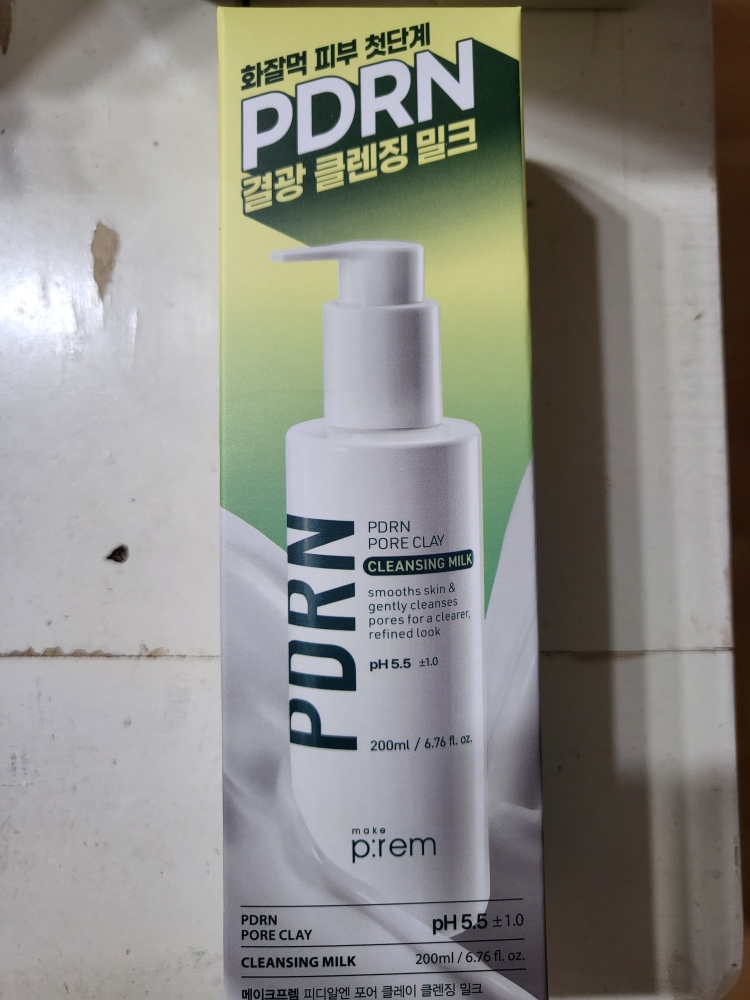 화잘먹 피부 첫단계
PDRN
결광 클렌징 밀크
PDRN
PDRN
PORE CLAY
CLEANSING MILK
smooths skin &
gently cleanses
pores for a clearer,
refined look
pH 5.5 ±1.0
200ml / 6.76 fl. oz.
make
p:rem
PDRN
PORE CLAY
pH 5.5 ±1.0
CLEANSING MILK
200ml / 6.76 fl. oz.
메이크프렘 피디알엔 포어 클레이 클렌징 밀크